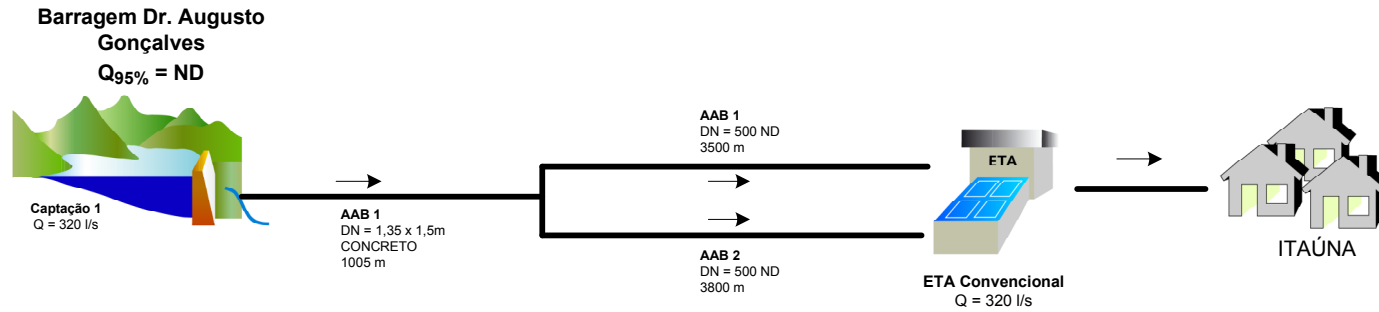 Barragem Dr. Augusto
Gonçalves
Q95% = ND
Captação 1
Q = 320 l/s
AAB 1
DN = 1,35 x 1,5m
CONCRETO
1005 m
AAB 1
DN = 500 ND
3500 m
AAB 2
DN = 500 ND
3800 m
ETA
ETA Convencional
Q = 320 l/s
ITAÚNA